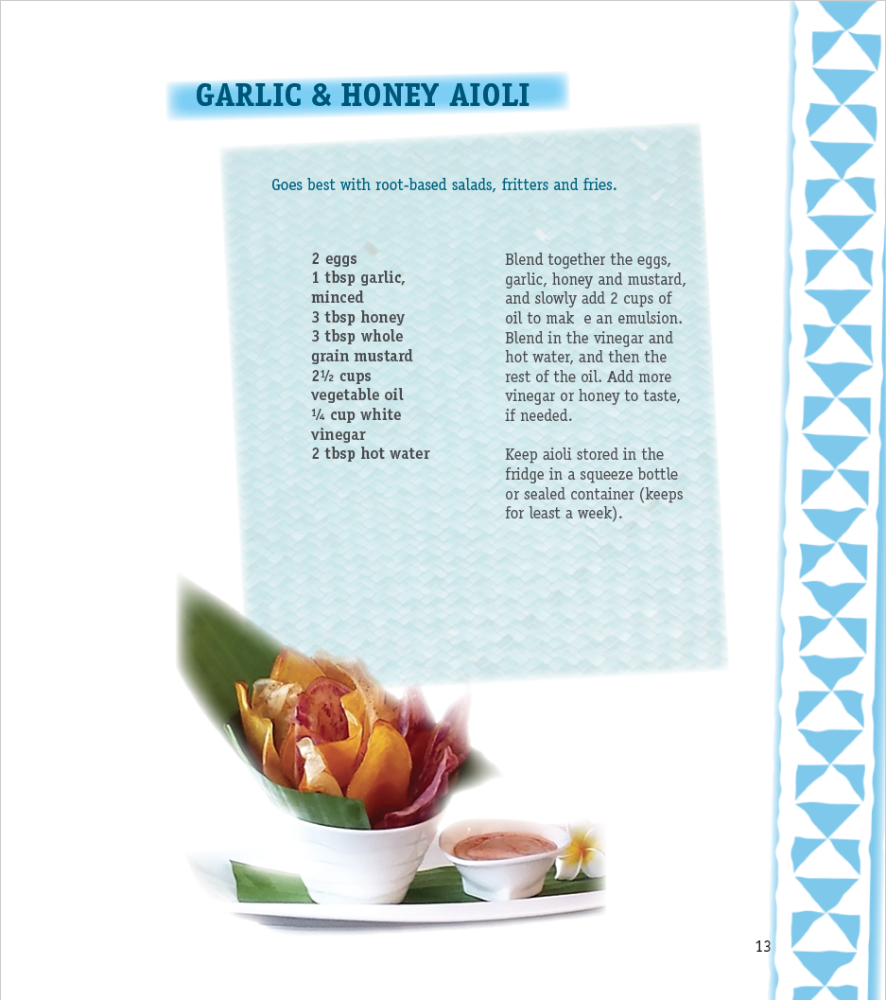 GARLIC & HONEY AIOLI
Goes best with root-based salads, fritters and fries.
2 eggs
1 tbsp garlic,
minced
3 tbsp honey
3 tbsp whole
grain mustard
2½ cups
vegetable oil
¼ cup white
vinegar
2 tbsp hot water
Blend together the eggs,
garlic, honey and mustard,
and slowly add 2 cups of
oil to mak e an emulsion.
Blend in the vinegar and
hot water, and then the
rest of the oil. Add more
vinegar or honey to taste,
if needed.
Keep aioli stored in the
fridge in a squeeze bottle
or sealed container (keeps
for least a week).
13